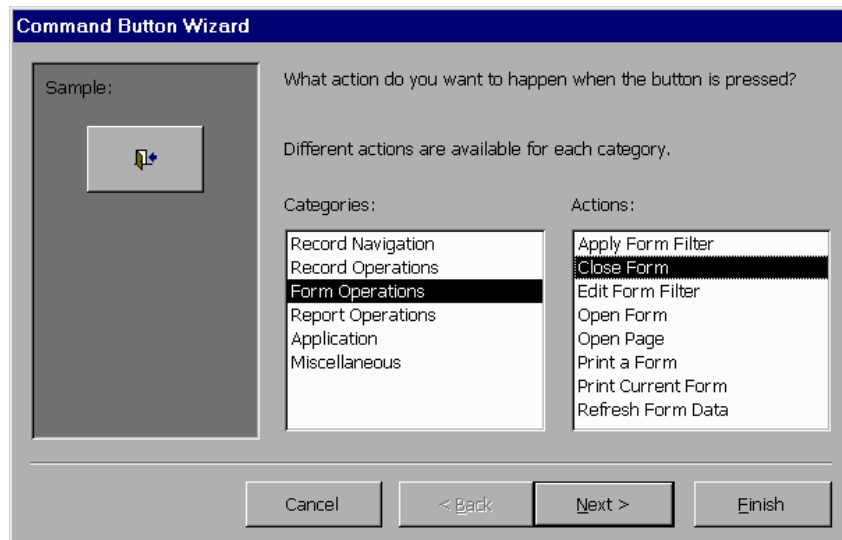 Command Button Wizard
Sample:
What action do you want to happen when the button is pressed?
Different actions are available for each category.
Categories:
Record Navigation
Record Operations
Form Operations
Report Operations
Application
Miscellaneous
Actions:
Apply Form Filter
Close Form
Edit Form Filter
Open Form
Open Page
Print a Form
Print Current Form
Refresh Form Data
Cancel
< Back
Next >
Finish